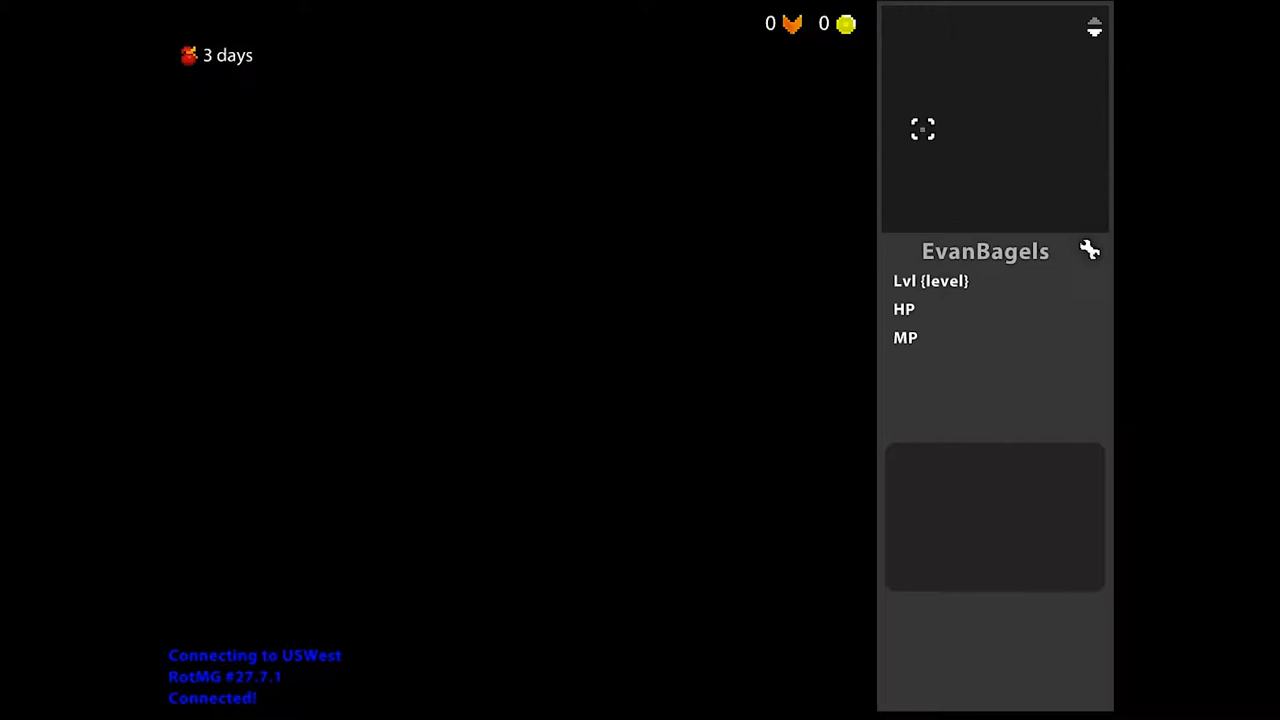 0 0
3 days
EvanBagels
Lvl {level}
HP
MP
Connecting to USWest
RotMG #27.7.1
Connected!